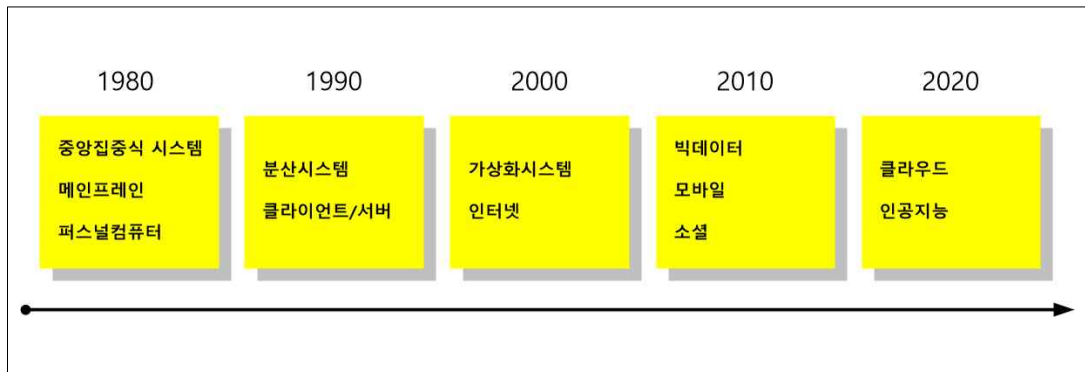 1980
중앙집중식 시스템
메인프레인
퍼스널컴퓨터
1990
분산시스템
클라이언트/서버
2000
가상화시스템
인터넷
2010
빅데이터
모바일
소셜
2020
클라우드
인공지능